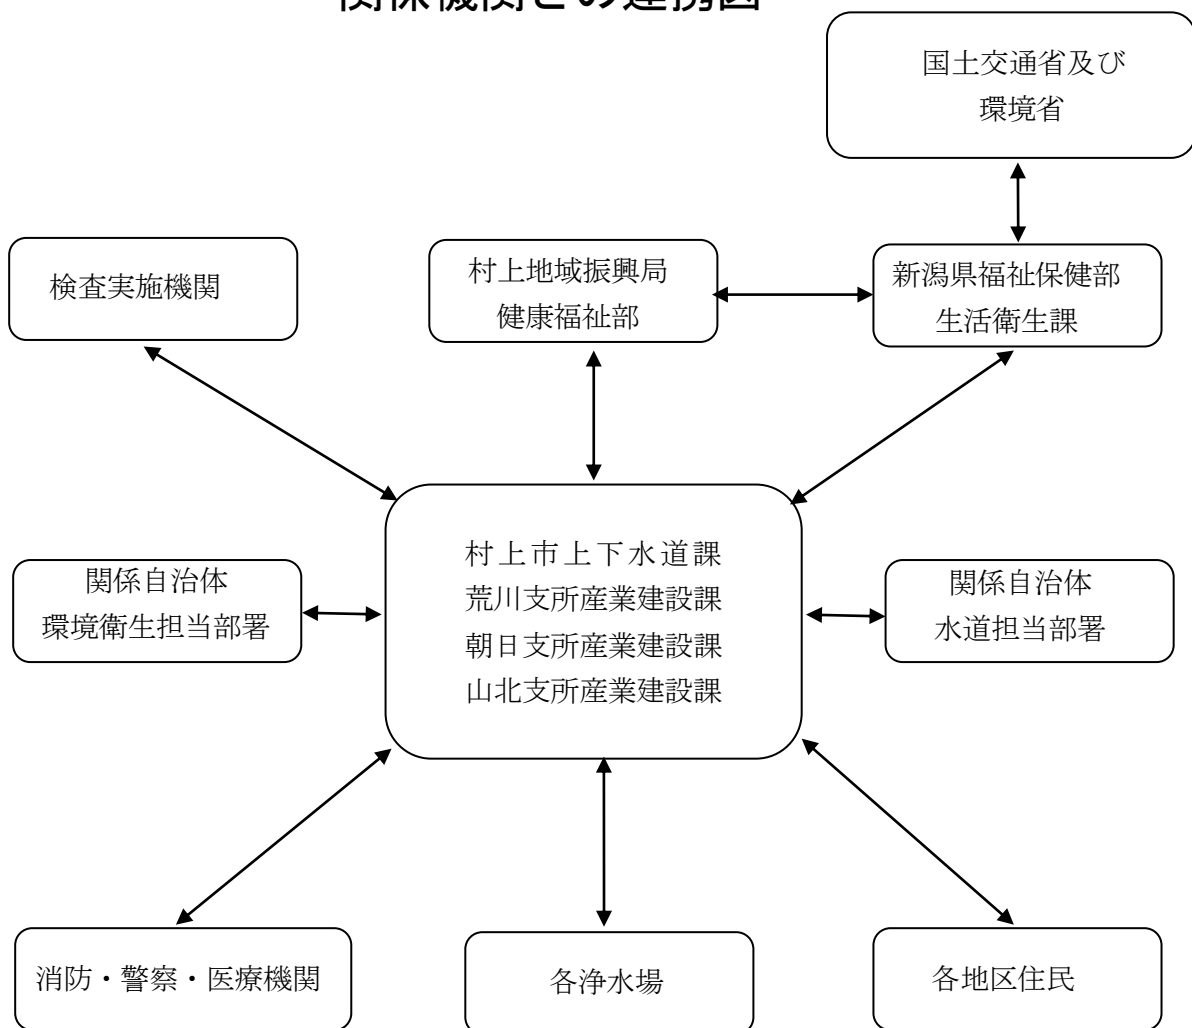 関係機関との連携図
国土交通省及び
環境省
検査実施機関
村上地域振興局
健康福祉部
新潟県福祉保健部
生活衛生課
村上市上下水道課
荒川支所産業建設課
朝日支所産業建設課
山北支所産業建設課
関係自治体
環境衛生担当部署
関係自治体
水道担当部署
消防・警察・医療機関
各浄水場
各地区住民